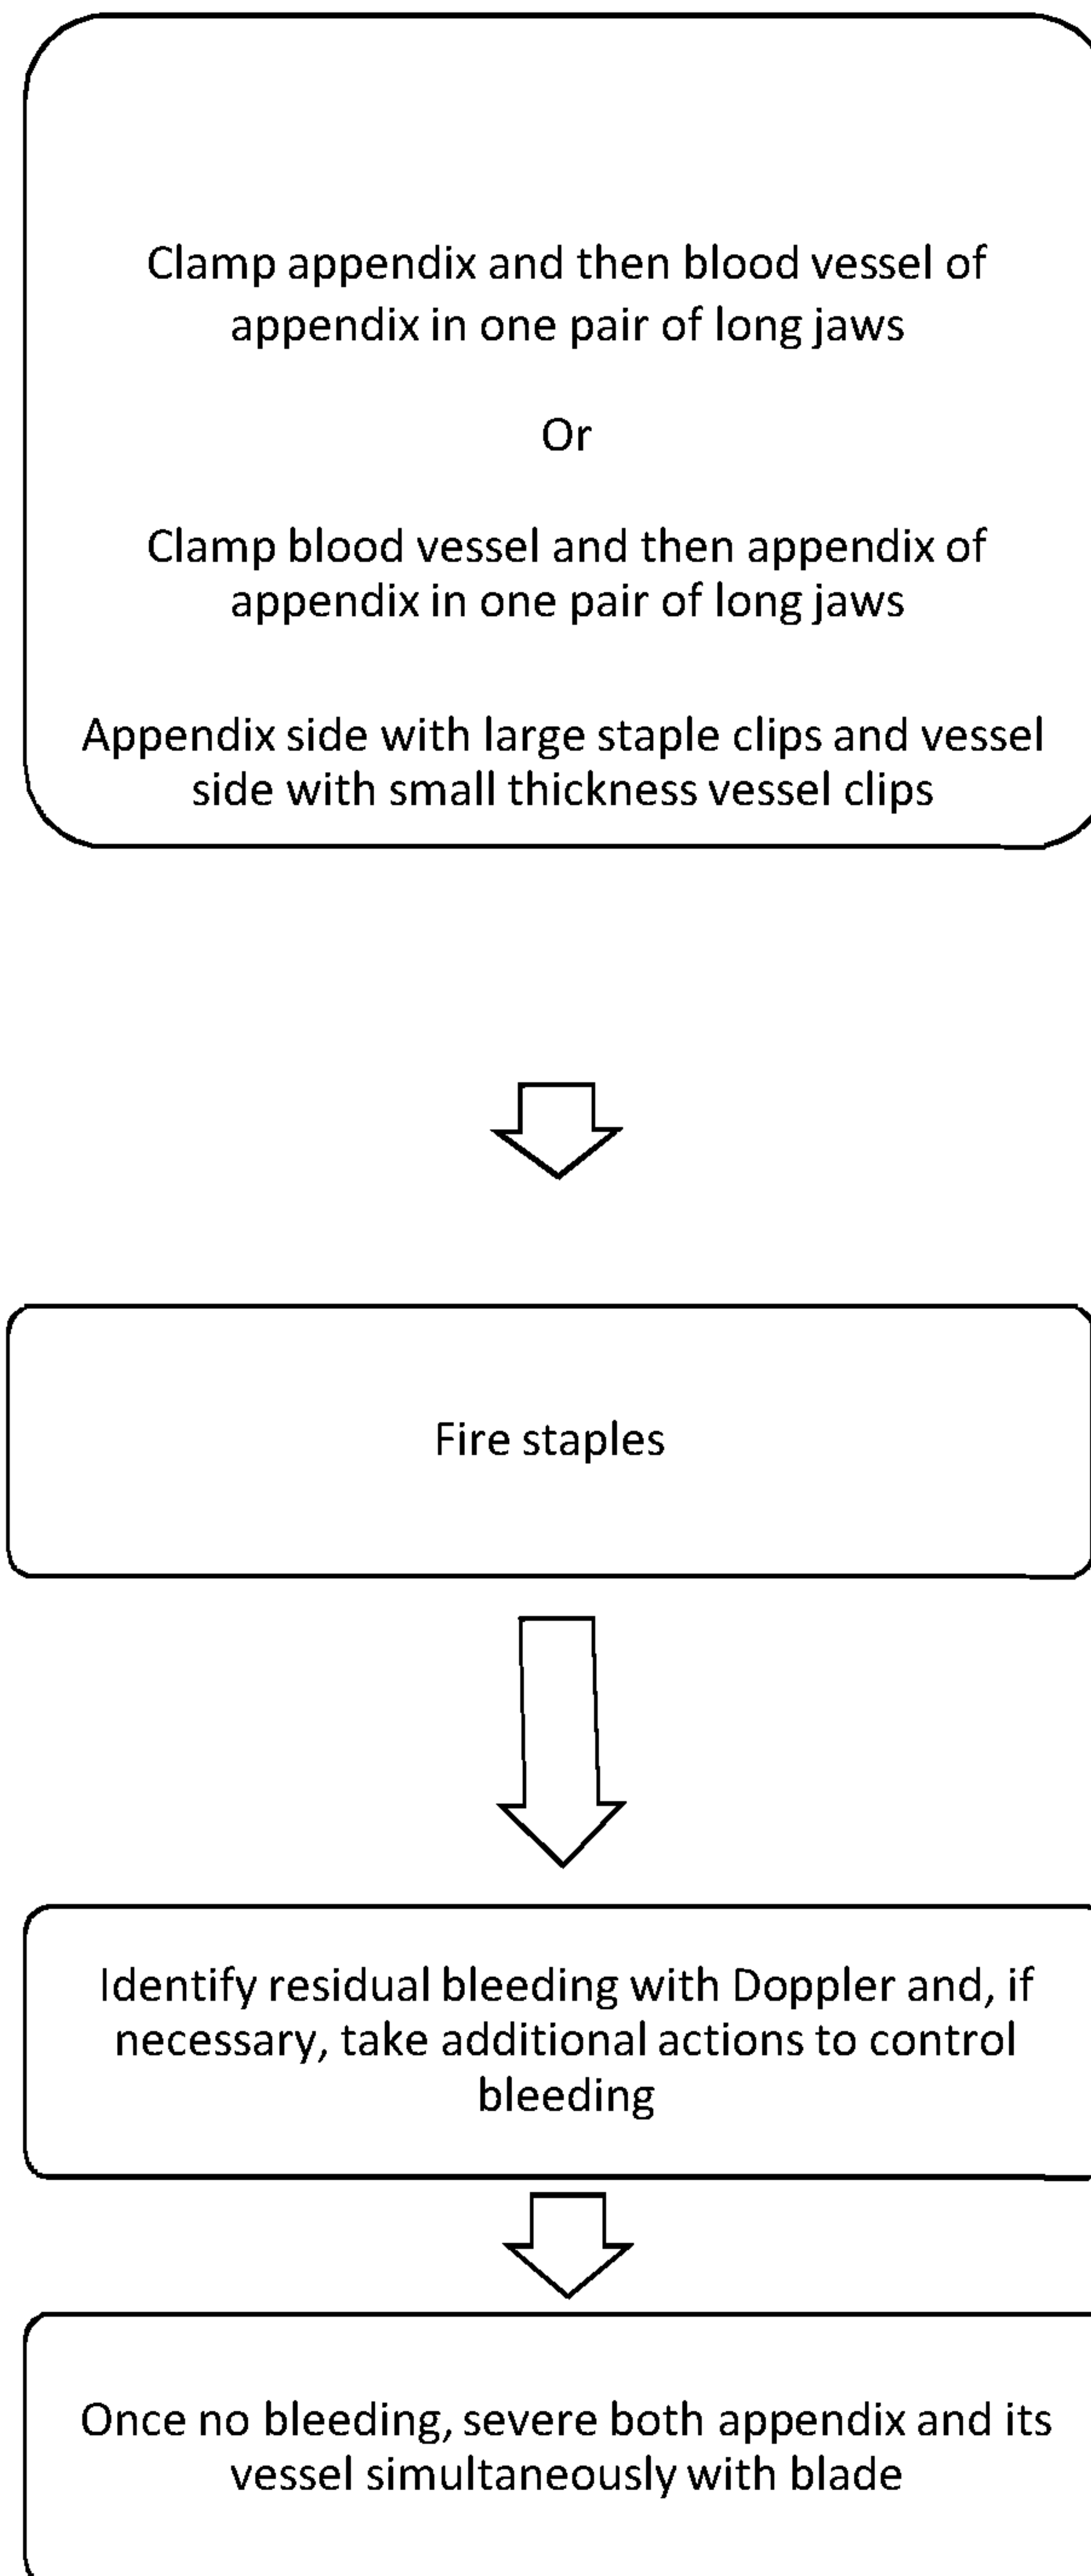 Clamp appendix and then blood vessel of
appendix in one pair of long jaws
Or
Clamp blood vessel and then appendix of
appendix in one pair of long jaws
Appendix side with large staple clips and vessel
side with small thickness vessel clips
Fire staples
Identify residual bleeding with Doppler and, if
necessary, take additional actions to control
bleeding
Once no bleeding, severe both appendix and its
vessel simultaneously with blade